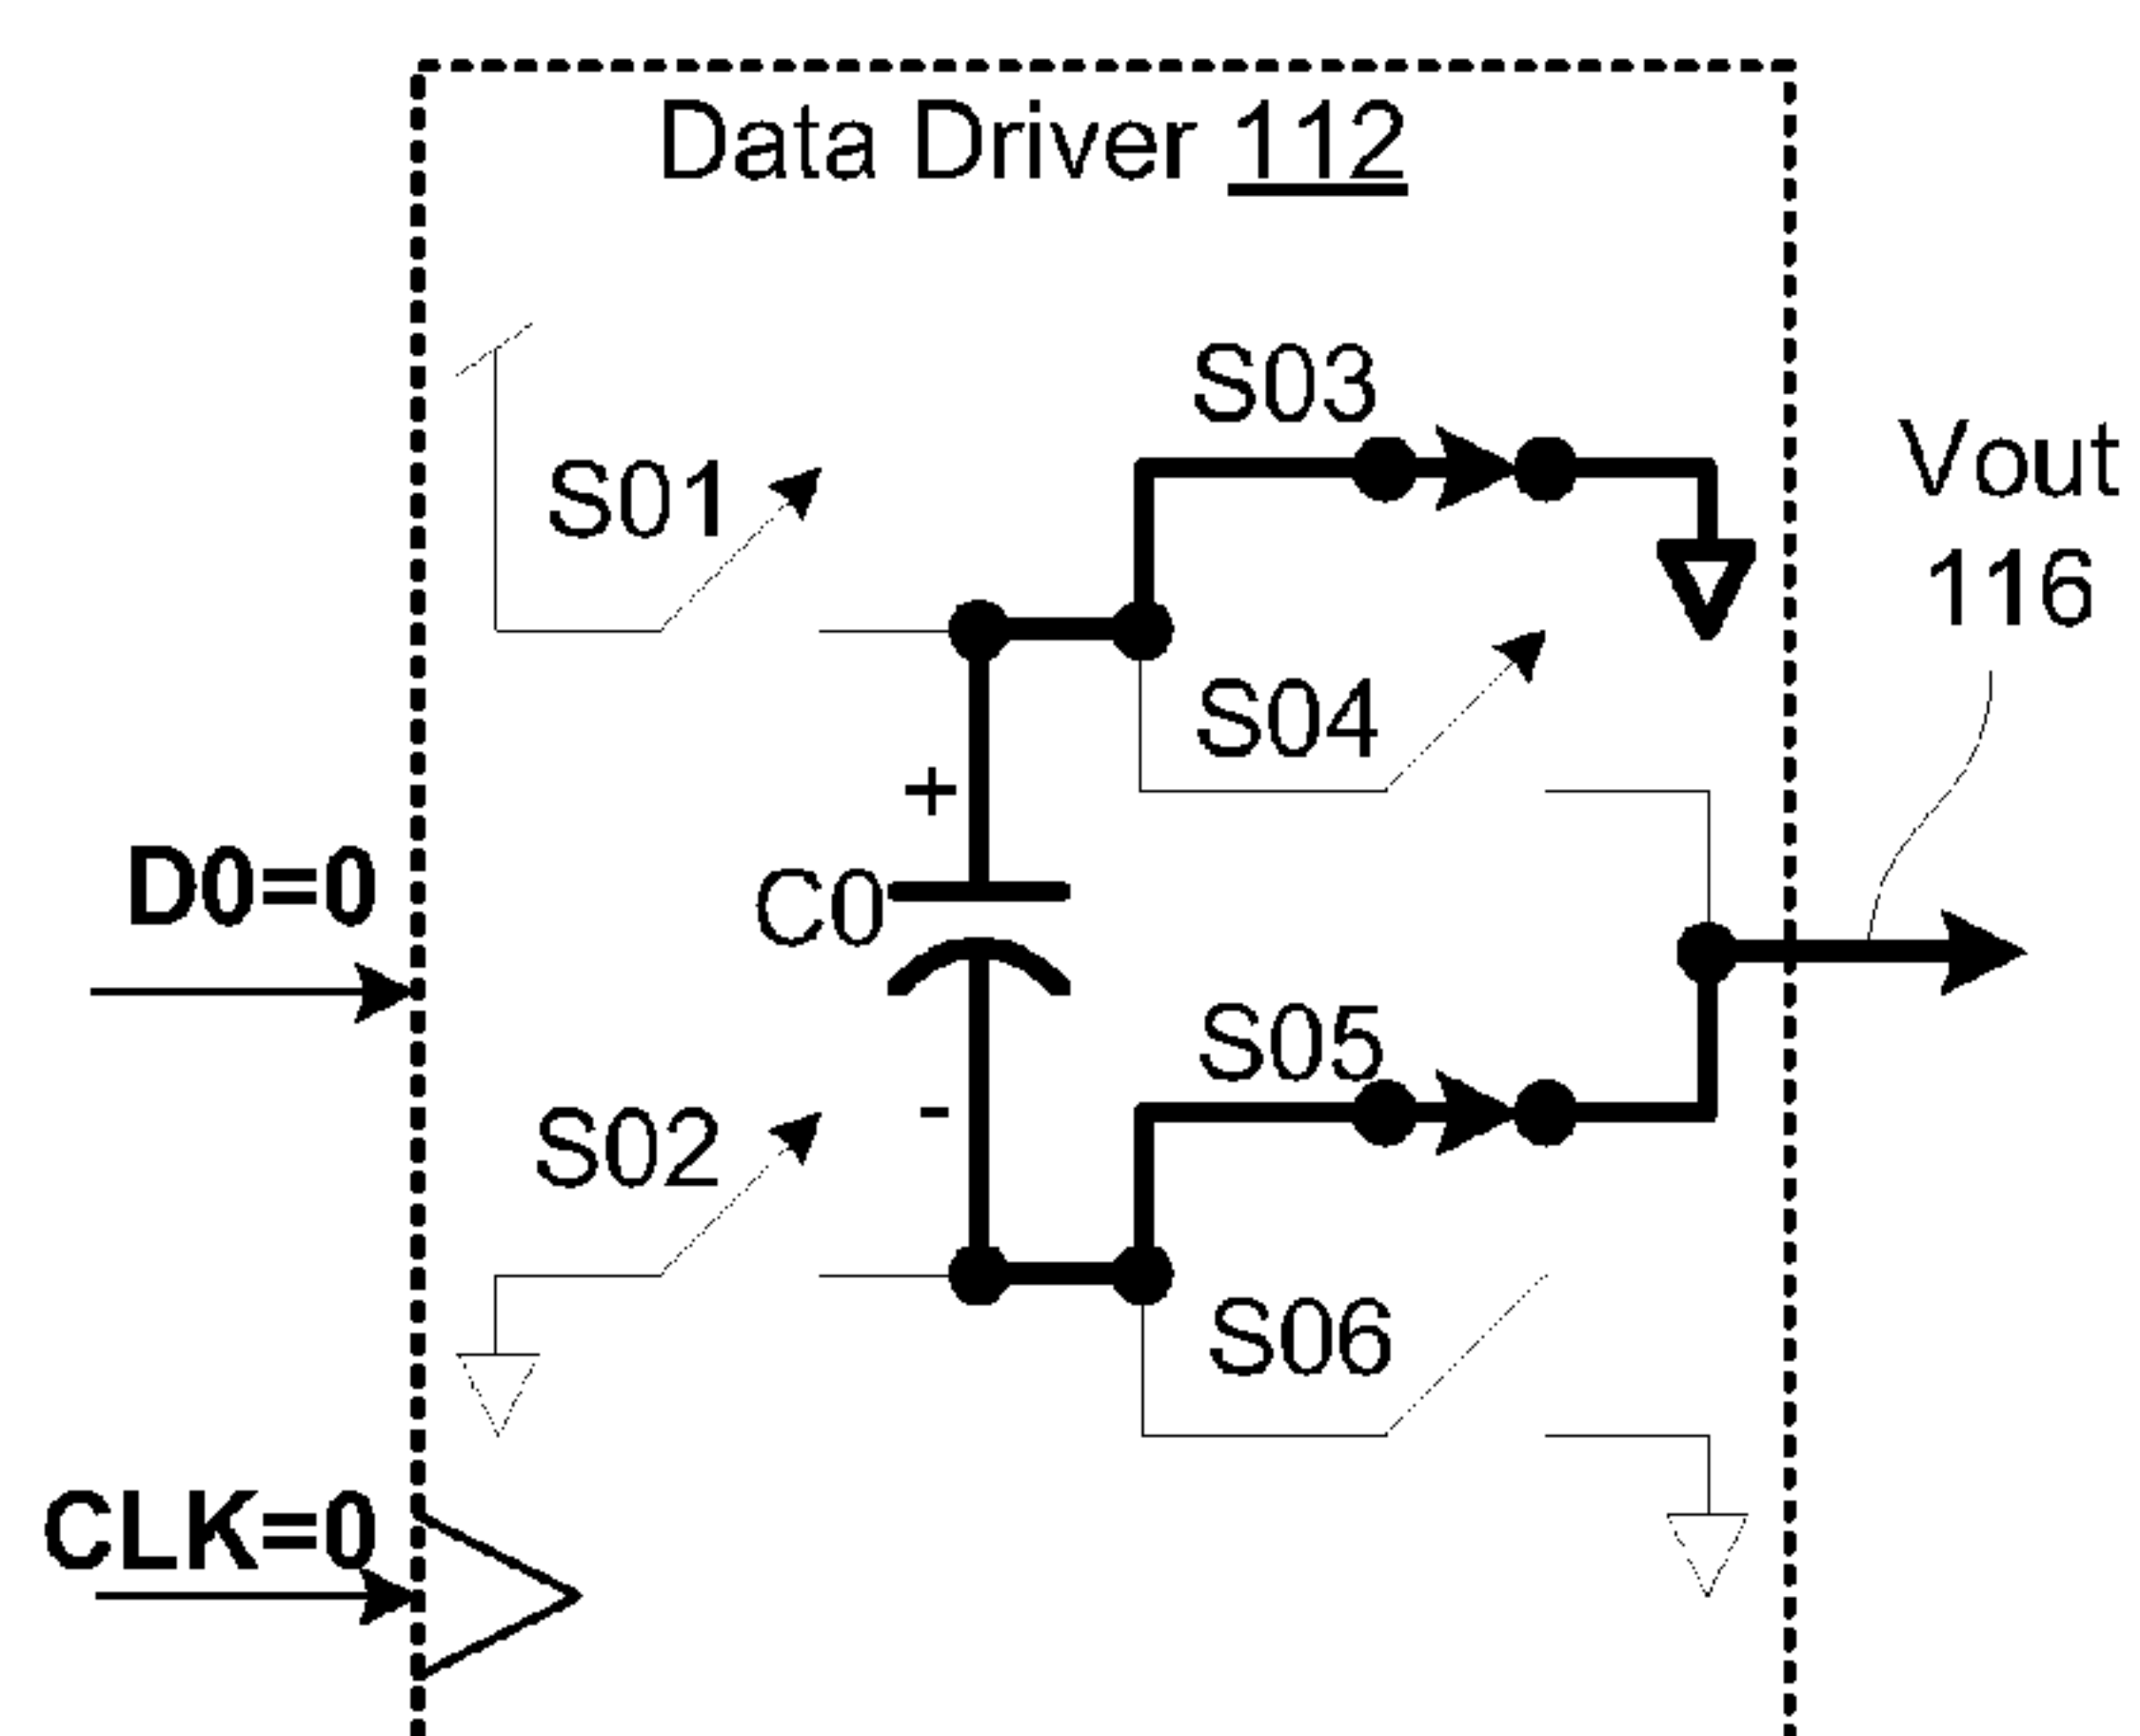 Data Driver 112
S03
Vout
116
S01
S04
+
D0=0
C0
S05
-
S02
S06
CLK=0